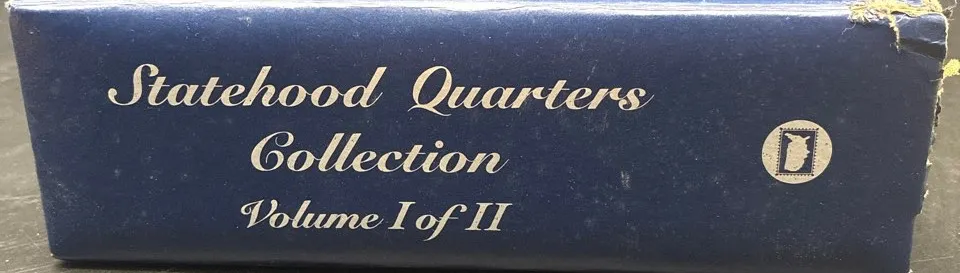 Statehood Quarters
Collection
Volume I of II